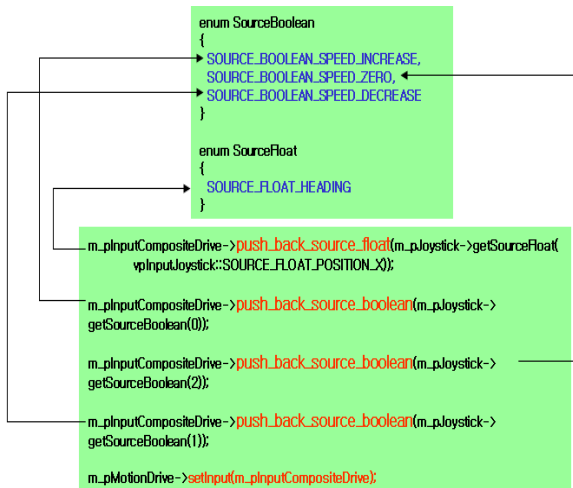 enum SourceBoolean
{
SOURCE_BOOLEAN_SPEED_INCREASE,
SOURCE_BOOLEAN_SPEED_ZERO,
SOURCE_BOOLEAN_SPEED_DECREASE
}
enum SourceFloat
{
SOURCE_FLOAT_HEADING
}
m_pInputCompositeDrive->push_back_source_float(m_pJoystick->getSourceFloat(
vpInputJoystick::SOURCE_FLOAT_POSITION_X));
m_pInputCompositeDrive->push_back_source_boolean(m_pJoystick->
getSourceBoolean(0));
m_pInputCompositeDrive->push_back_source_boolean(m_pJoystick->
getSourceBoolean(2));
m_pInputCompositeDrive->push_back_source_boolean(m_pJoystick->
getSourceBoolean(1));
m_pMotionDrive->setInput(m_pInputCompositeDrive);